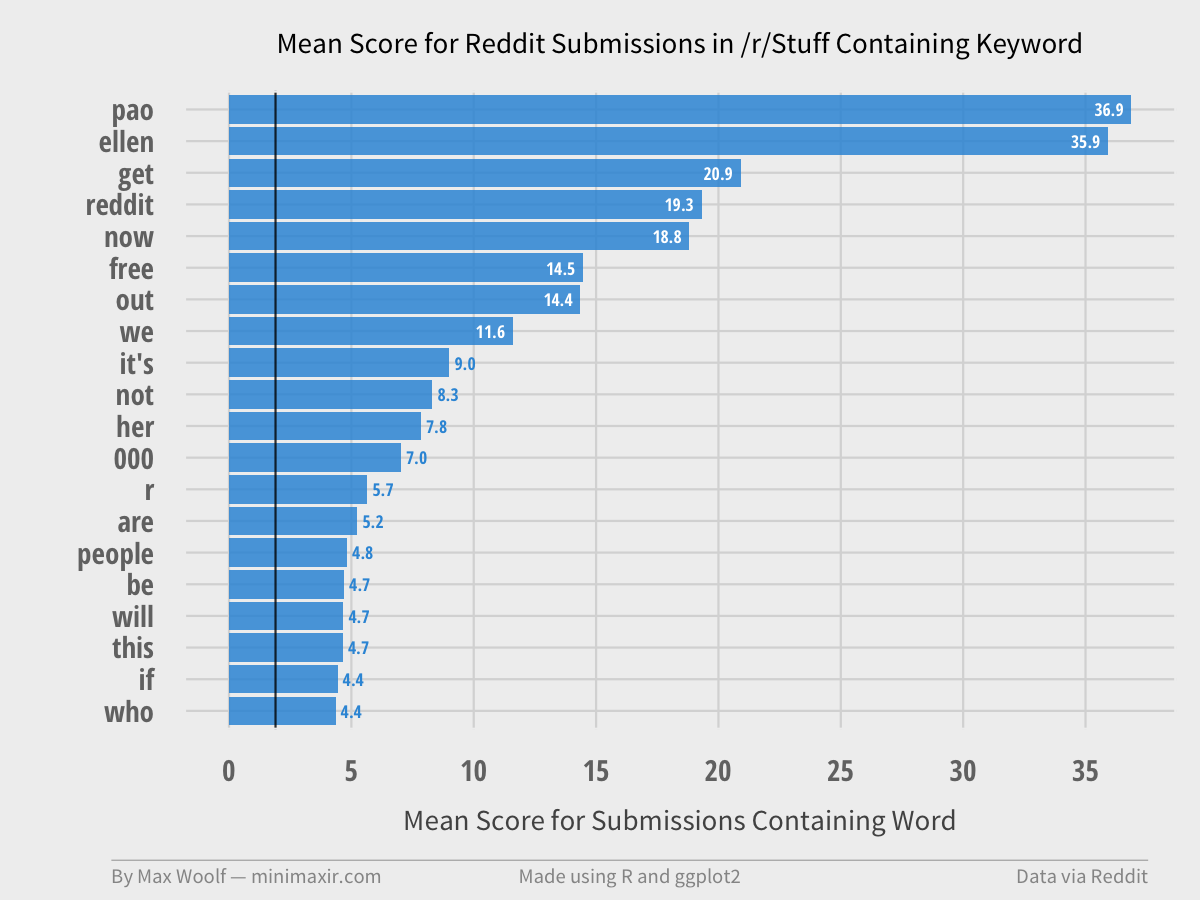 Mean Score for Reddit Submissions in /r/Stuff Containing Keyword
pao 36.9
ellen 35.9
get 20.9
reddit 19.3
now 18.8
free 14.5
out 14.4
we 11.6
it's 9.0
not 8.3
her 7.8
000 7.0
r 5.7
are 5.2
people 4.8
be 4.7
will 4.7
this 4.7
if 4.4
who 4.4
0 5 10 15 20 25 30 35
Mean Score for Submissions Containing Word
By Max Woolf — minimaxir.com Made using R and ggplot2 Data via Reddit